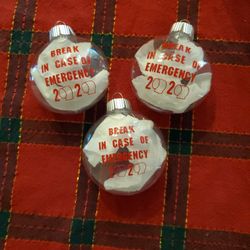 BREAK
IN CASE OF
EMERGENCY
2020
BREAK
IN CASE OF
EMERGENCY
2020
BREAK
IN CASE OF
EMERGENCY
2020